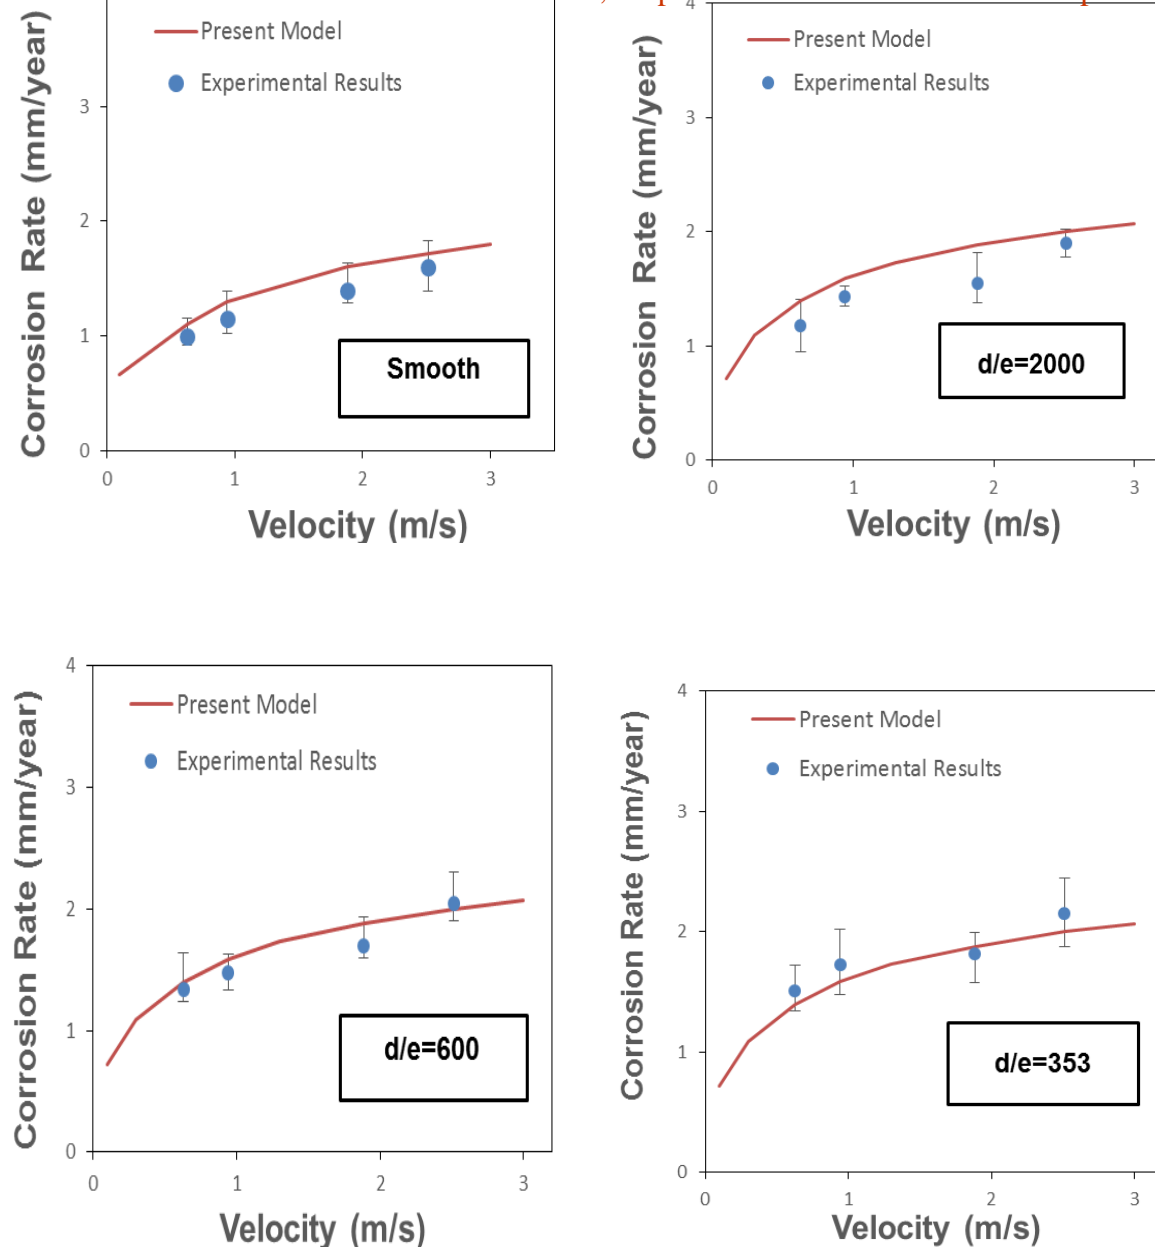 Present Model
Experimental Results
3
2
1
0
0
1
2
3
Corrosion Rate (mm/year)
Velocity (m/s)
Smooth
4
Present Model
Experimental Results
3
2
1
0
0
1
2
3
Corrosion Rate (mm/year)
Velocity (m/s)
d/e=2000
4
Present Model
Experimental Results
3
2
1
0
0
1
2
3
Corrosion Rate (mm/year)
Velocity (m/s)
d/e=600
4
Present Model
Experimental Results
3
2
1
0
0
1
2
3
Corrosion Rate (mm/year)
Velocity (m/s)
d/e=353